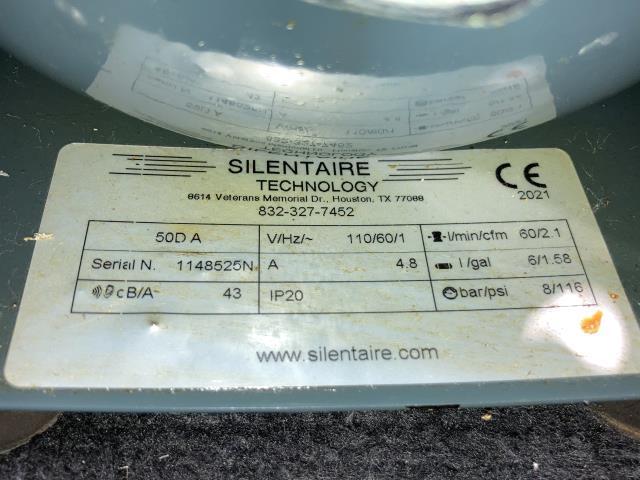 SILENTAIRE
TECHNOLOGY
8614 Veterans Memorial Dr., Houston, TX 77088
832-327-7452
CE
2021
50D A V/Hz/~ 110/60/1 l/min/cfm 60/2.1
Serial N. 1148525N A 4.8 l/gal 6/1.58
cB/A 43 IP20 bar/psi 8/116
www.silentaire.com